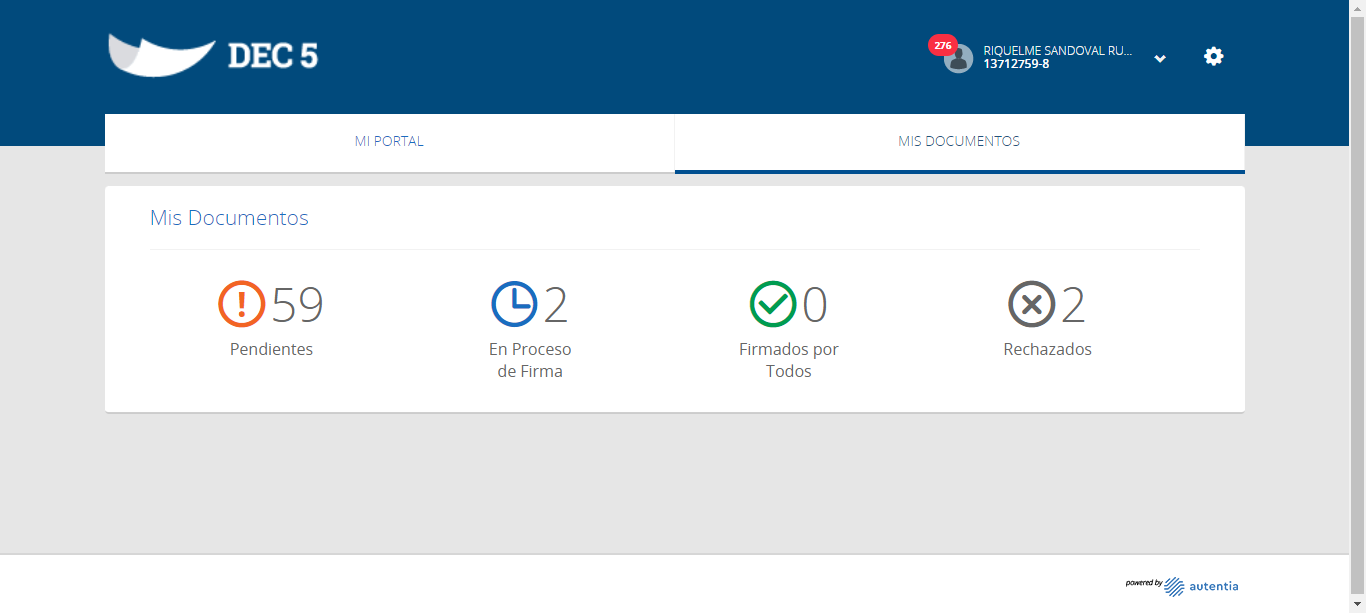 DEC 5
276
RIQUELME SANDOVAL RU...
13712759-8
MI PORTAL
MIS DOCUMENTOS
Mis Documentos
59
Pendientes
2
En Proceso
de Firma
0
Firmados por
Todos
2
Rechazados
powered by
autentia